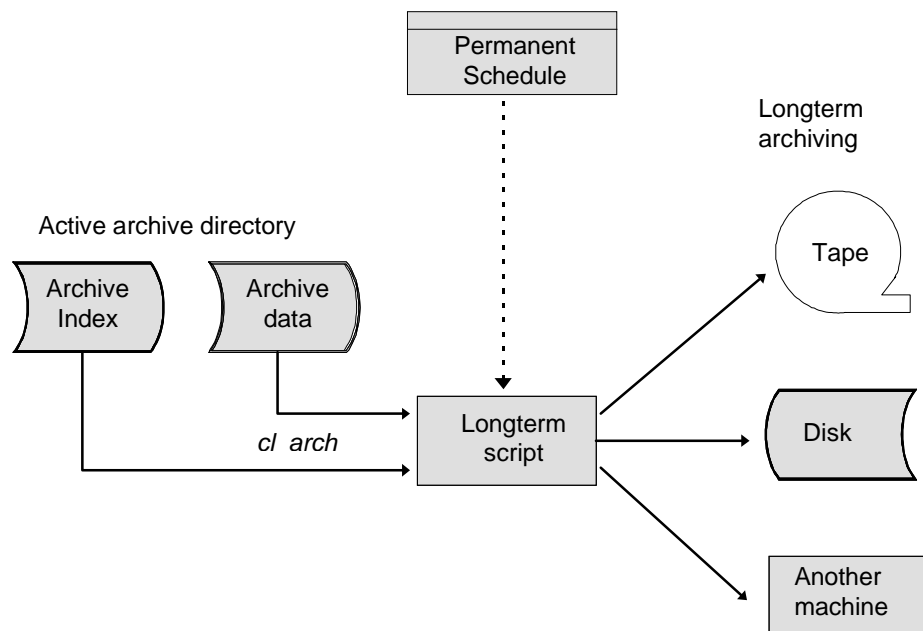 Permanent
Schedule
Longterm
archiving
Active archive directory
Tape
Archive
Index
Archive
data
Longterm
script
cl arch
Disk
Another
machine